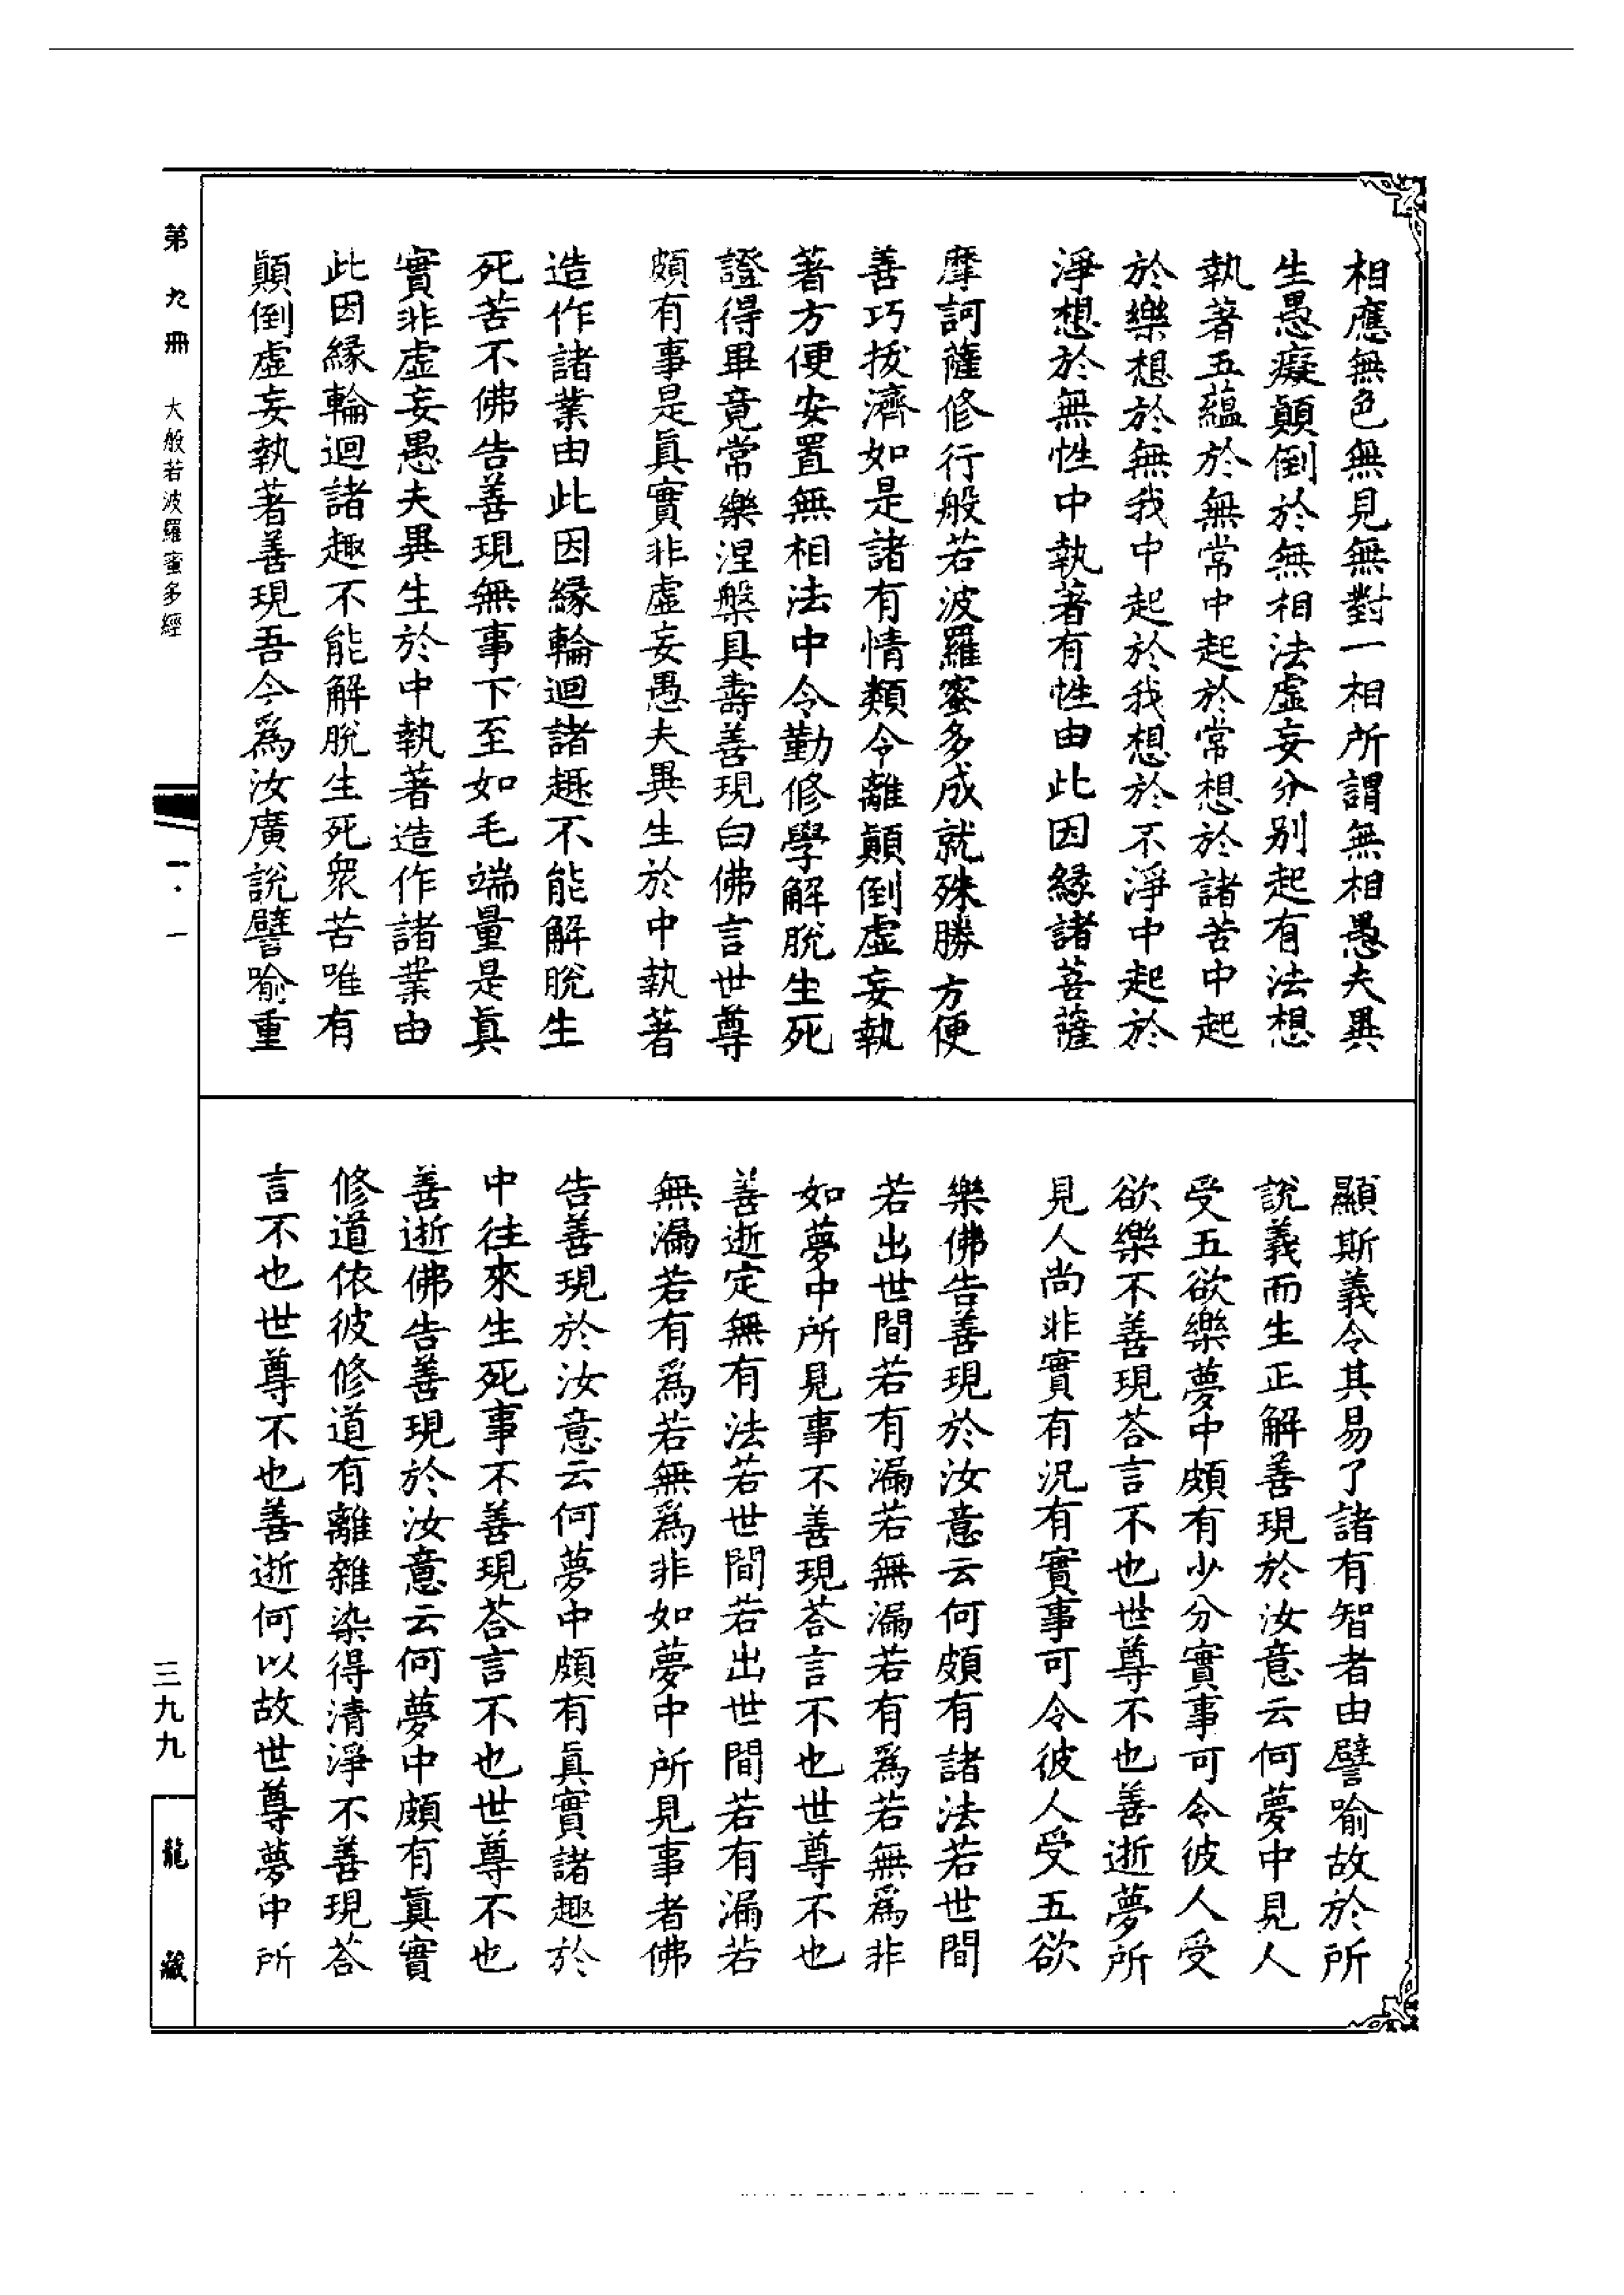 相應無色無見無對一相所謂無相愚夫異
生愚癡顛倒於無相法虛妄分别起有法想
執著五蘊於無常中起於常想於諸苦中起
於樂想於無我中起於我想於不淨中起於
淨想於無性中執著有性由此因緣諸菩薩
摩訶薩修行般若波羅蜜多成就殊勝方便
善巧拔濟如是諸有情類令離顛倒虛妄執
著方便安置無相法中令勤修學解脫生死
證得畢竟常樂涅槃具壽善現白佛言世尊
頗有事是真實非虛妄愚夫異生於中執著
造作諸業由此因緣輪迴諸趣不能解脫生
死苦不佛告善現無事下至如毛端量是真
實非虛妄愚夫異生於中執著造作諸業由
此因緣輪迴諸趣不能解脫生死眾苦唯有
顛倒虛妄執著善現吾今為汝廣說譬喻重
顯斯義令其易了諸有智者由譬喻故於所
說義而生正解善現於汝意云何夢中見人
受五欲樂夢中頗有少分實事可令彼人受
欲樂不善現荅言不也世尊不也善逝夢所
見人尚非實有況有實事可令彼人受五欲
樂佛告善現於汝意云何頗有諸法若世間
若出世間若有漏若無漏若有為若無為非
如夢中所見事不善現荅言不也世尊不也
善逝定無有法若世間若出世間若有漏若
無漏若有為若無為非如夢中所見事者佛
告善現於汝意云何夢中頗有真實諸趣於
中往來生死事不善現荅言不也世尊不也
善逝佛告善現於汝意云何夢中頗有真實
修道依彼修道有離雜染得清淨不善現荅
言不也世尊不也善逝何以故世尊夢中所
第九冊 大般若波羅蜜多經
一·一
三九九
龍藏